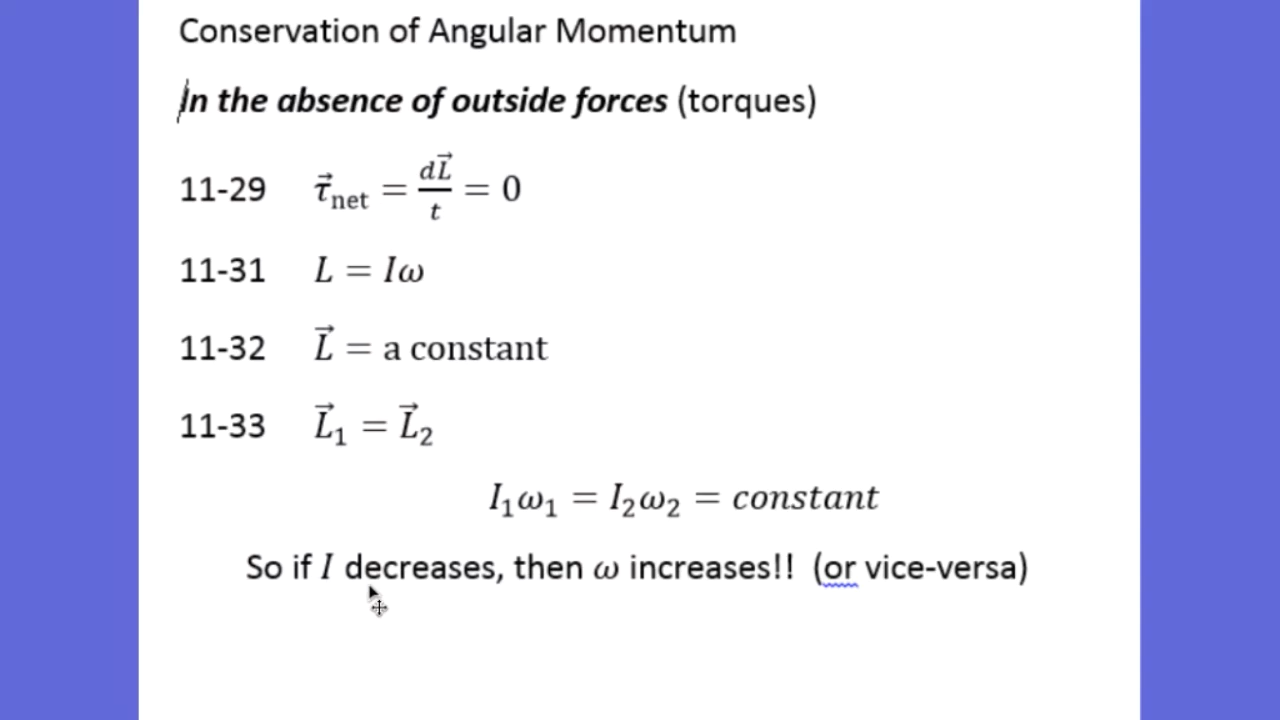 Conservation of Angular Momentum
In the absence of outside forces (torques)
11-29 τ⃗net = dL⃗/t = 0
11-31 L = Iω
11-32 L⃗ = a constant
11-33 L⃗₁ = L⃗₂
I₁ω₁ = I₂ω₂ = constant
So if I decreases, then ω increases!! (or vice-versa)